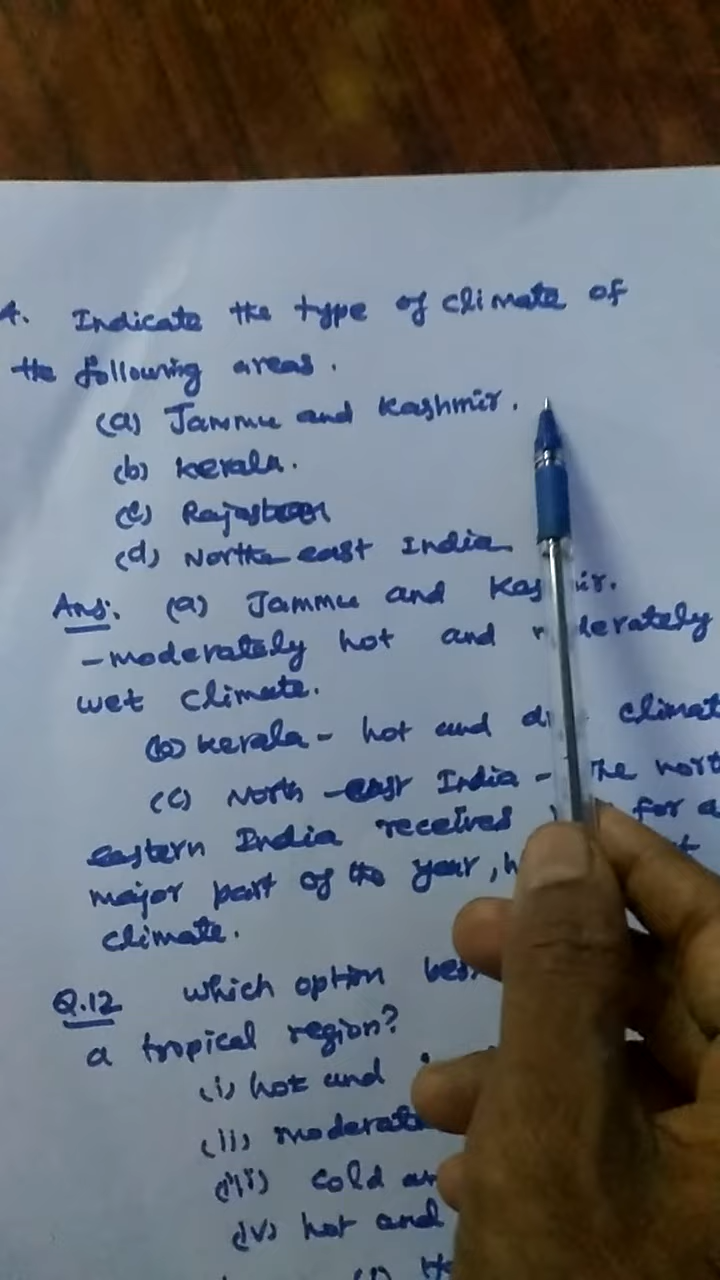 4. Indicate the type of climate of
the following areas.
(a) Jammu and Kashmir.
(b) Kerala.
(c) Rajasthan
(d) North east India
Ans: (a) Jammu and
- moderately hot and
wet climate.
(b) Kerala - hot and climat
(c) North - east India - The nort
eastern India receives for a
major part of the year,
climate.
Q.12 which option
a tropical region?
(i) hot and
(ii) moderate
(iii) cold
(iv) hot and